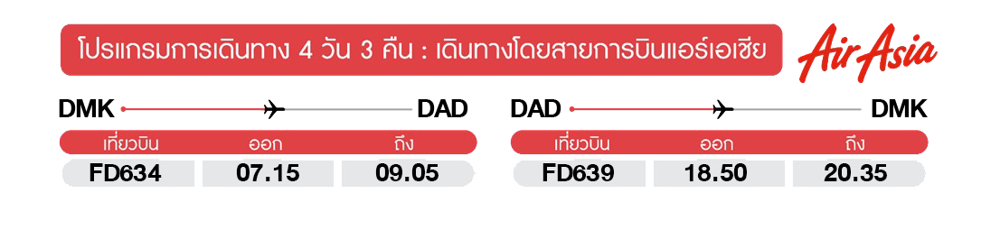 โปรแกรมการเดินทาง 4 วัน 3 คืน : เดินทางโดยสายการบินแอร์เอเชีย
AirAsia
DMK DAD
เที่ยวบิน ออก ถึง
FD634 07.15 09.05
DAD DMK
เที่ยวบิน ออก ถึง
FD639 18.50 20.35